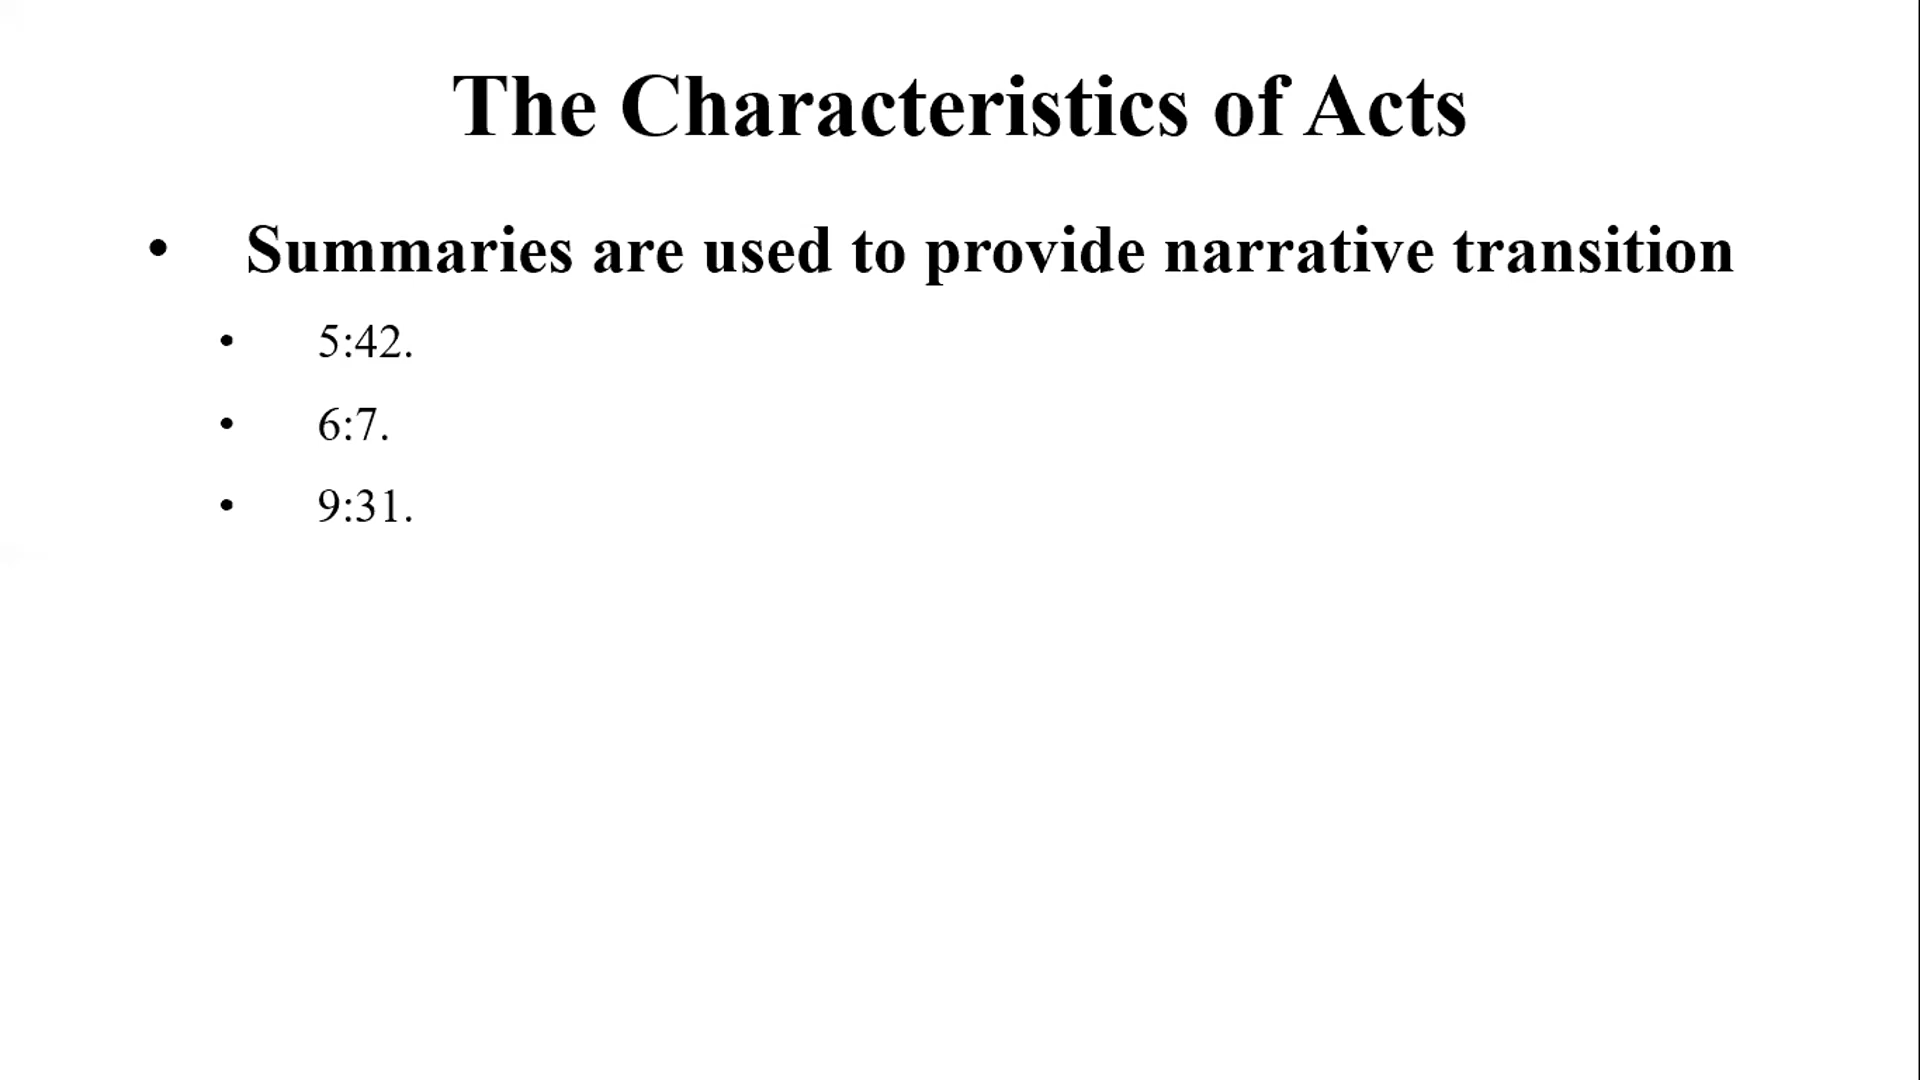 The Characteristics of Acts
• Summaries are used to provide narrative transition
• 5:42.
• 6:7.
• 9:31.